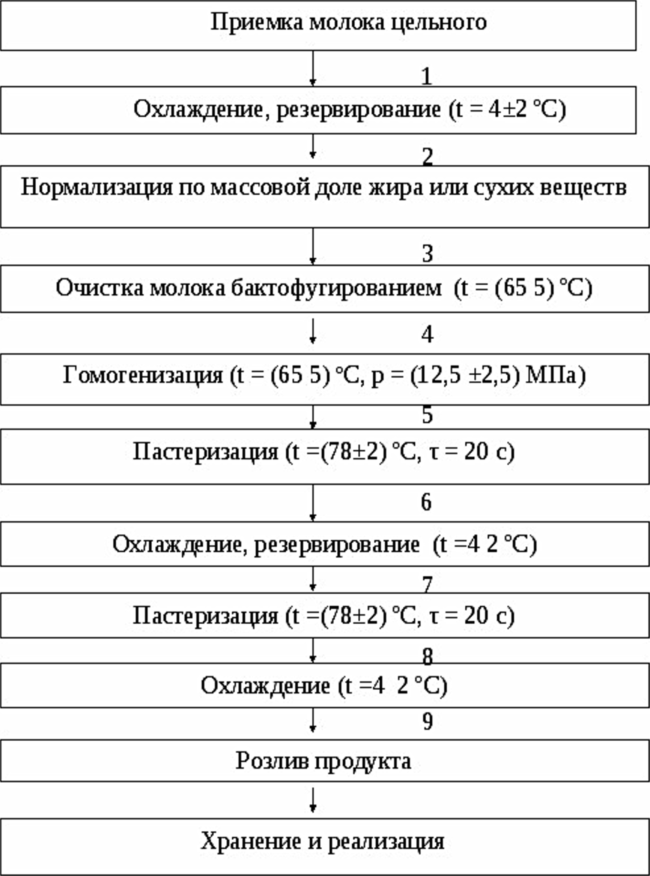 Приемка молока цельного
1
Охлаждение, резервирование (t = 4±2 °C)
2
Нормализация по массовой доле жира или сухих веществ
3
Очистка молока бактофугированием (t = (65 5) °C)
4
Гомогенизация (t = (65 5) °C, p = (12,5 ±2,5) МПа)
5
Пастеризация (t =(78±2) °C, τ = 20 с)
6
Охлаждение, резервирование (t =4 2 °C)
7
Пастеризация (t =(78±2) °C, τ = 20 с)
8
Охлаждение (t =4 2 °C)
9
Розлив продукта
Хранение и реализация